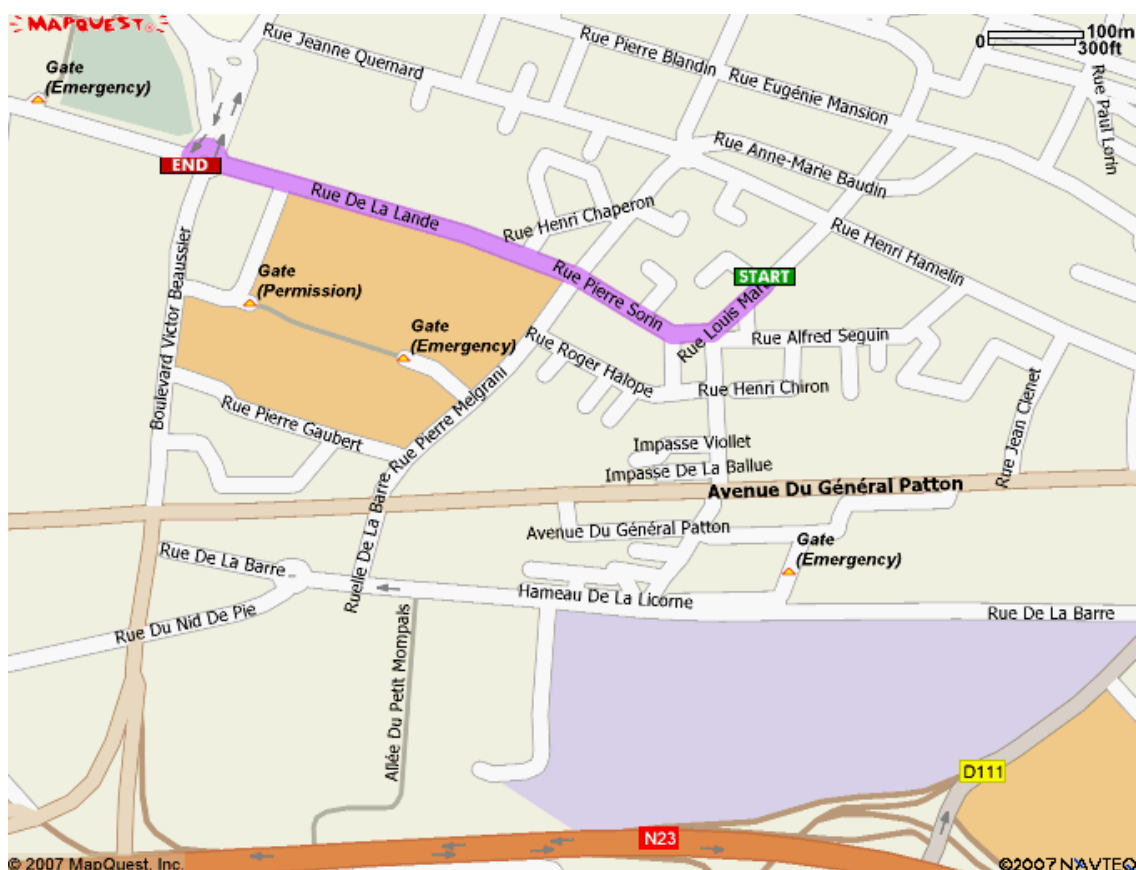 MAPQUEST
100m
0
300ft
Rue Jeanne Quemard
Rue Pierre Blandin
Rue Eugénie Mansion
Rue Paul Lorin
Gate
(Emergency)
Rue Anne-Marie Baudin
END
Rue De La Lande
Rue Henri Chaperon
Rue Henri Hamelin
Boulevard Victor Beaussier
Gate
(Permission)
Rue Pierre Sorin
START
Rue Louis Mar
Gate
(Emergency)
Rue Roger Halope
Rue Alfred Seguin
Rue Henri Chiron
Rue Jean Clenet
Rue Pierre Gaubert
Rue Pierre Melgrani
Impasse Viollet
Impasse De La Ballue
Avenue Du Général Patton
Avenue Du Général Patton
Gate
(Emergency)
Rue De La Barre
Ruelle De La Barre
Hameau De La Licorne
Rue De La Barre
Rue Du Nid De Pie
Allée Du Petit Mompais
D111
N23
© 2007 MapQuest, Inc.
©2007 NAVTEQ